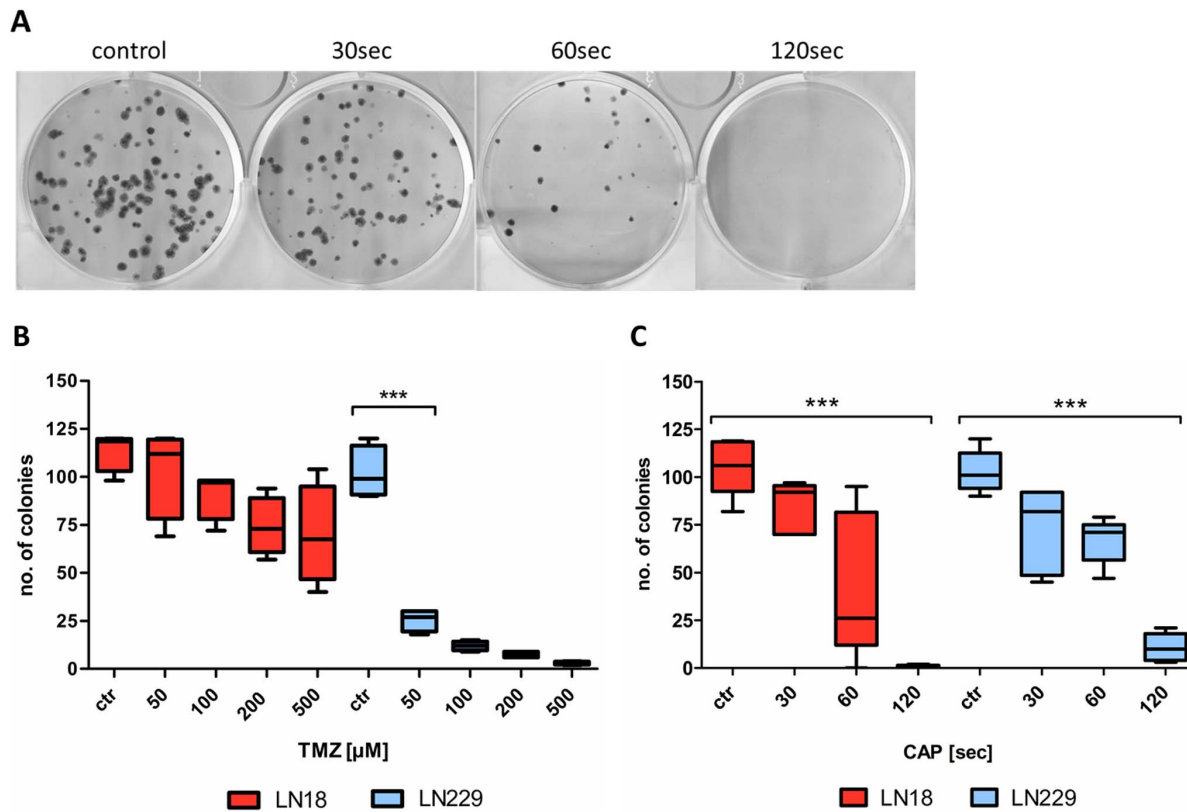 A
control 30sec 60sec 120sec
B
150
125
100
75
50
25
0
no. of colonies
***
ctr 50 100 200 500 ctr 50 100 200 500
TMZ [µM]
LN18 LN229
C
150
125
100
75
50
25
0
no. of colonies
*** ***
ctr 30 60 120 ctr 30 60 120
CAP [sec]
LN18 LN229